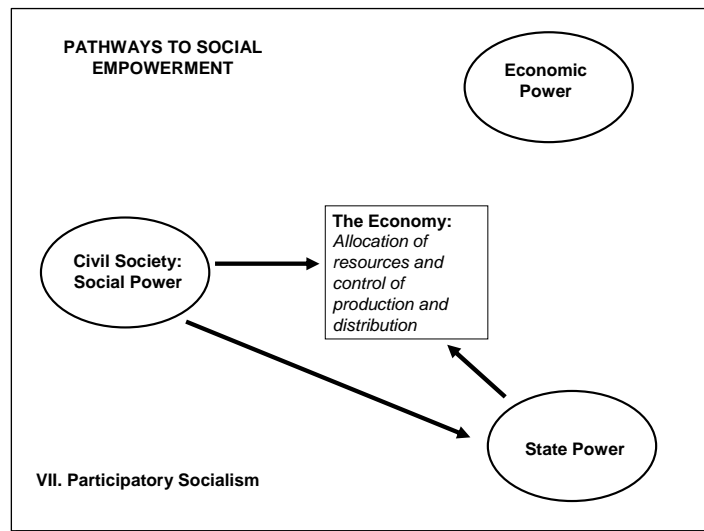 PATHWAYS TO SOCIAL
EMPOWERMENT
Economic
Power
The Economy:
Allocation of
resources and
control of
production and
distribution
Civil Society:
Social Power
State Power
VII. Participatory Socialism